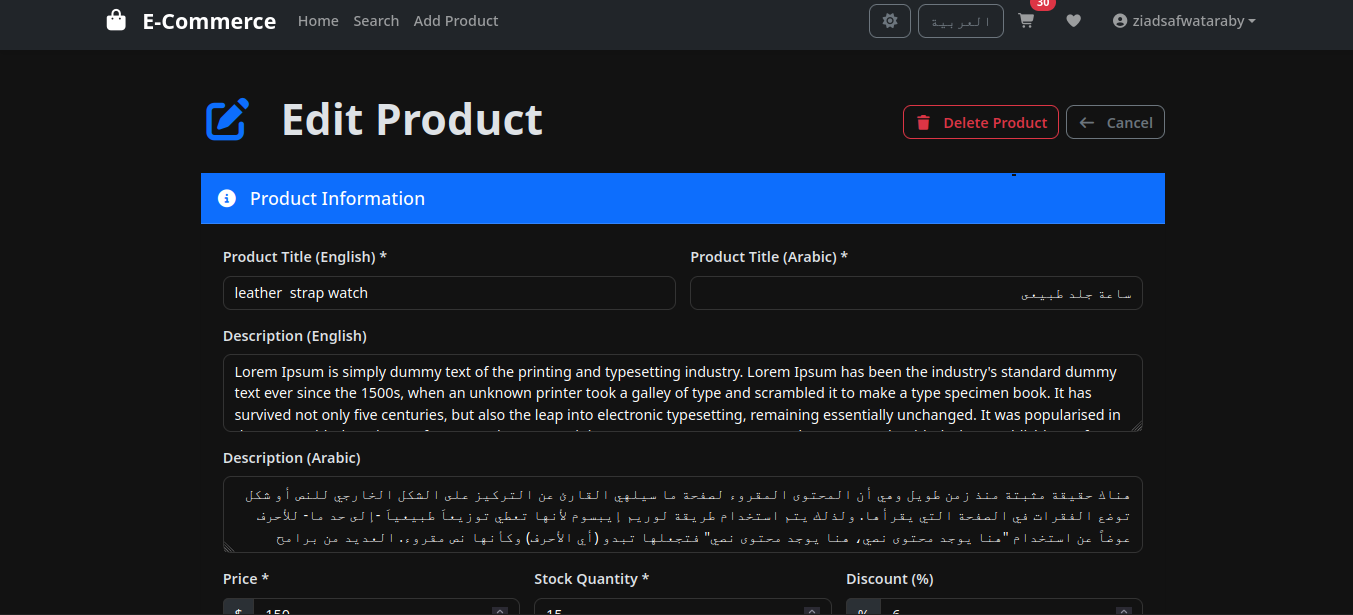 E-Commerce Home Search Add Product العربية 30 ziadsafwataraby
Edit Product
Delete Product Cancel
Product Information
Product Title (English) * Product Title (Arabic) *
leather  strap watch ساعة جلد طبيعى
Description (English)
Lorem Ipsum is simply dummy text of the printing and typesetting industry. Lorem Ipsum has been the industry's standard dummy
text ever since the 1500s, when an unknown printer took a galley of type and scrambled it to make a type specimen book. It has
survived not only five centuries, but also the leap into electronic typesetting, remaining essentially unchanged. It was popularised in
Description (Arabic)
هناك حقيقة مثبتة منذ زمن طويل وهي أن المحتوى المقروء لصفحة ما سيلهي القارئ عن التركيز على الشكل الخارجي للنص أو شكل
توضع الفقرات في الصفحة التي يقرأها. ولذلك يتم استخدام طريقة لوريم إيبسوم لأنها تعطي توزيعاَ طبيعياَ -إلى حد ما- للأحرف
عوضاً عن استخدام "هنا يوجد محتوى نصي، هنا يوجد محتوى نصي" فتجعلها تبدو (أي الأحرف) وكأنها نص مقروء. العديد من برامح
Price * Stock Quantity * Discount (%)
$ 150 15 % 6